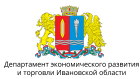 Департамент экономического развития
и торговли Ивановской области